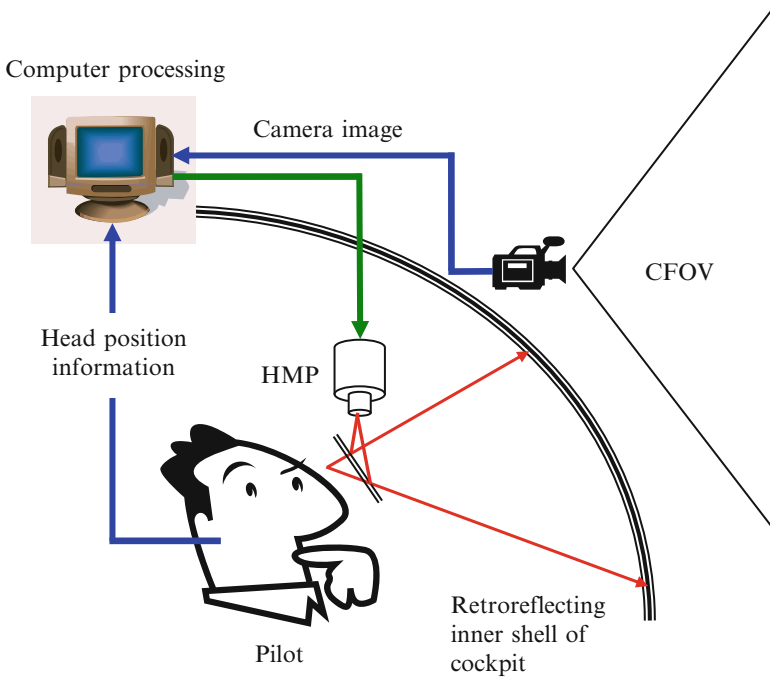 Computer processing
Camera image
CFOV
Head position
information
HMP
Retroreflecting
inner shell of
cockpit
Pilot